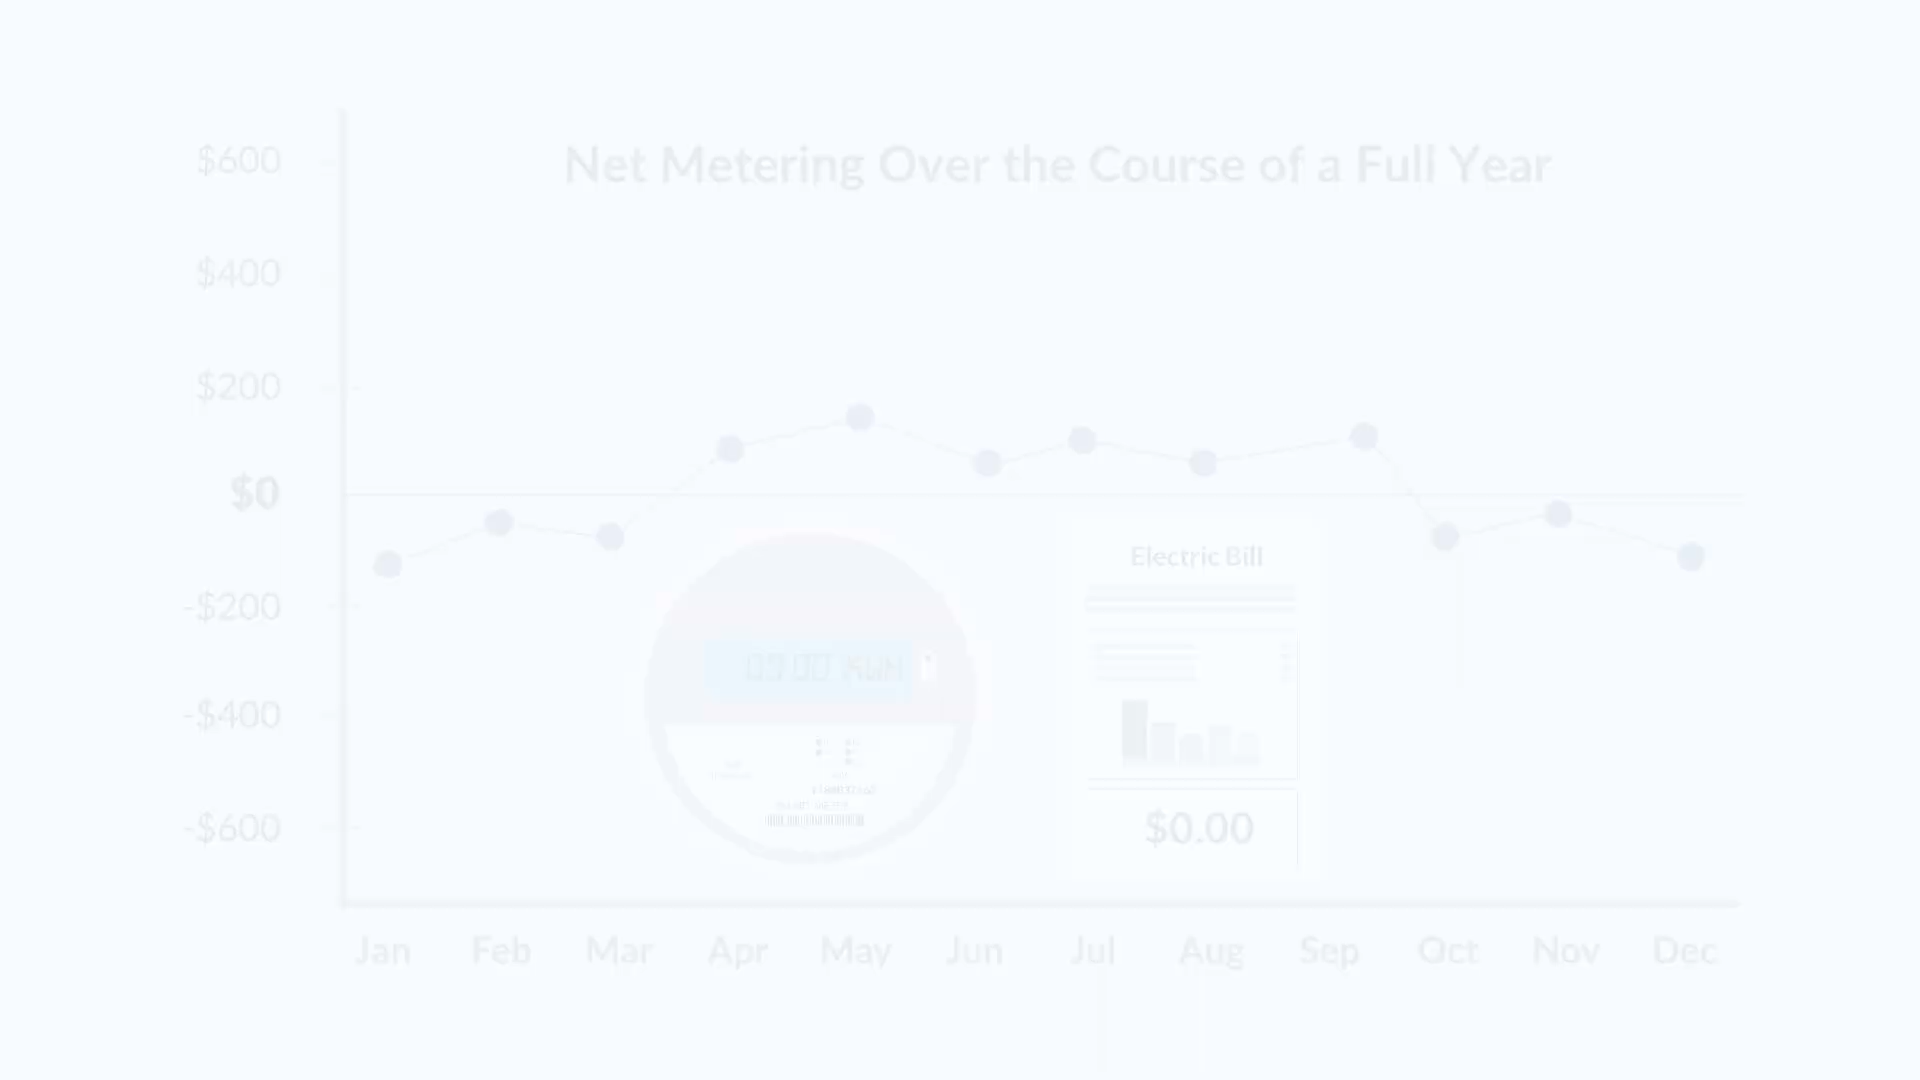 Net Metering Over the Course of a Full Year
$600
$400
$200
$0
-$200
-$400
-$600
Electric Bill
$0.00
Jan Feb Mar Apr May Jun Jul Aug Sep Oct Nov Dec